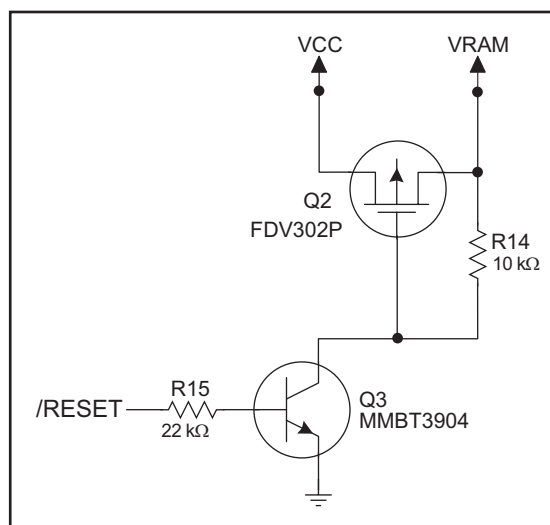 VCC
VRAM
Q2
FDV302P
R14
10 kΩ
R15
22 kΩ
/RESET
Q3
MMBT3904